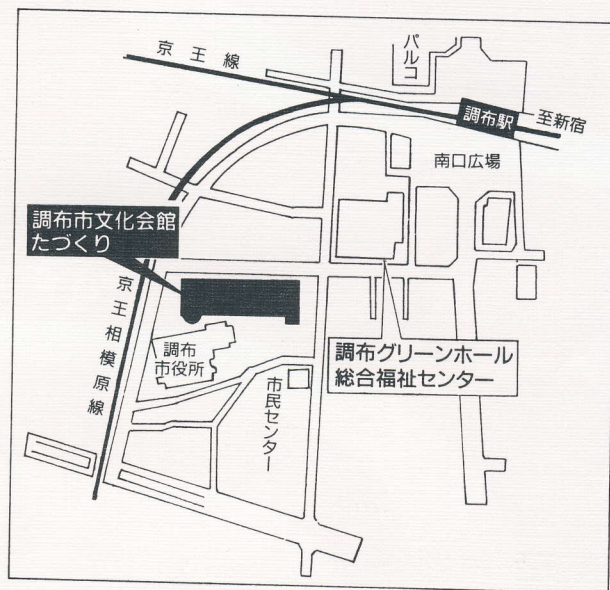 パルコ
京王線
調布駅
至新宿
南口広場
調布市文化会館
たづくり
京王相模原線
調布
市役所
調布グリーンホール
総合福祉センター
市民センター